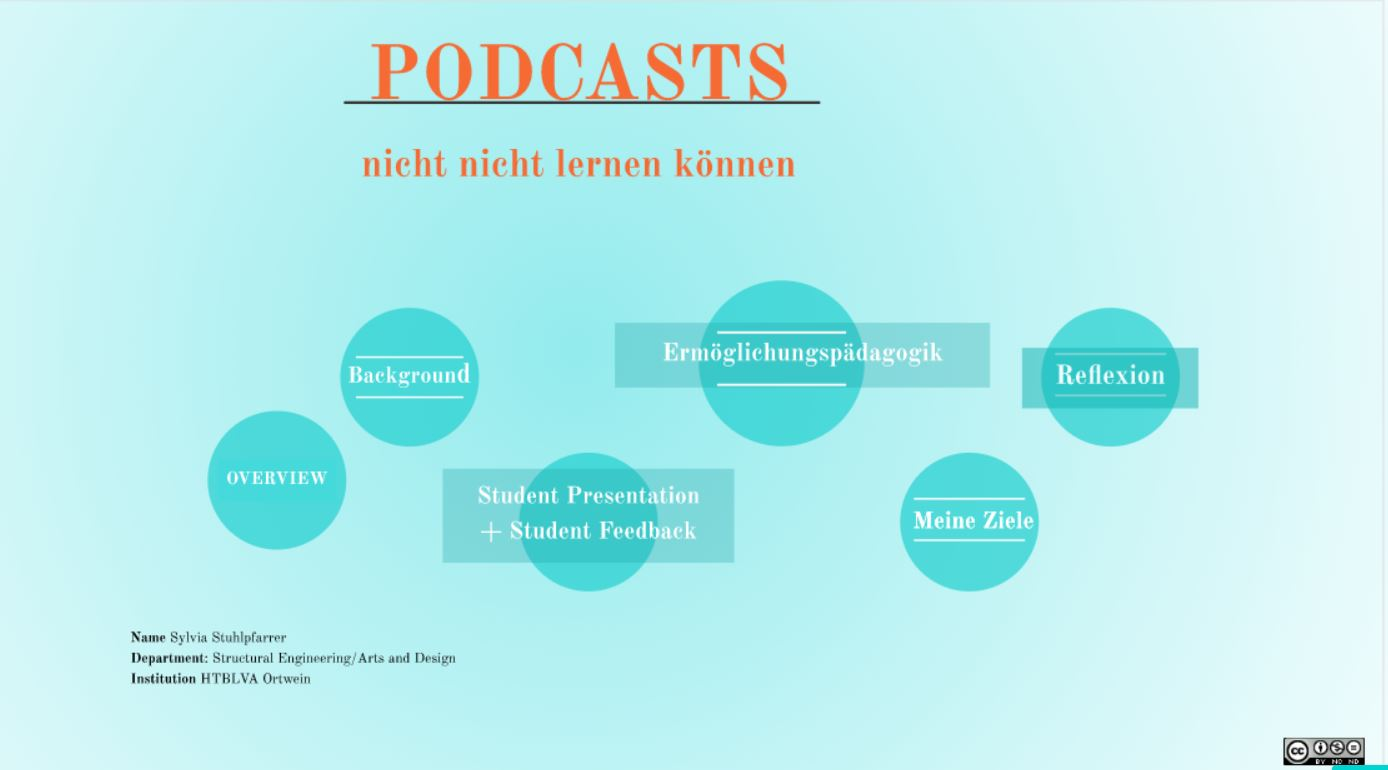 PODCASTS
nicht nicht lernen können
OVERVIEW
Background
Student Presentation
+ Student Feedback
Ermöglichungspädagogik
Meine Ziele
Reflexion
Name Sylvia Stuhlpfarrer
Department: Structural Engineering/Arts and Design
Institution HTBLVA Ortwein
cc